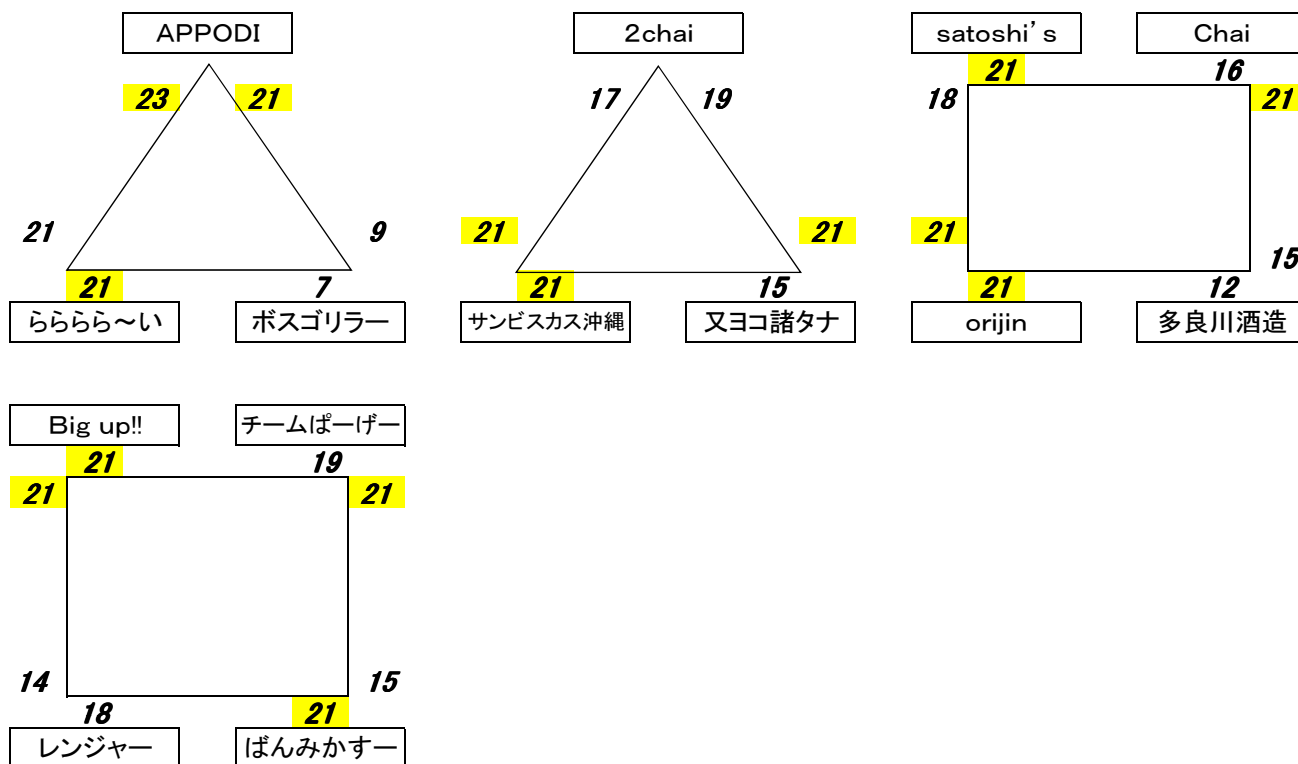 APPODI 2chai satoshi's Chai
23 21 17 19 21 16
18 21
21 9 21 21 21 15
21 7 21 15 21 12
らららら～い ボスゴリラー サンビスカス沖縄 又ヨコ諸タナ orijin 多良川酒造
Big up!! チームぱーげー
21 19
21 21
14 15
18 21
レンジャー ばんみかすー